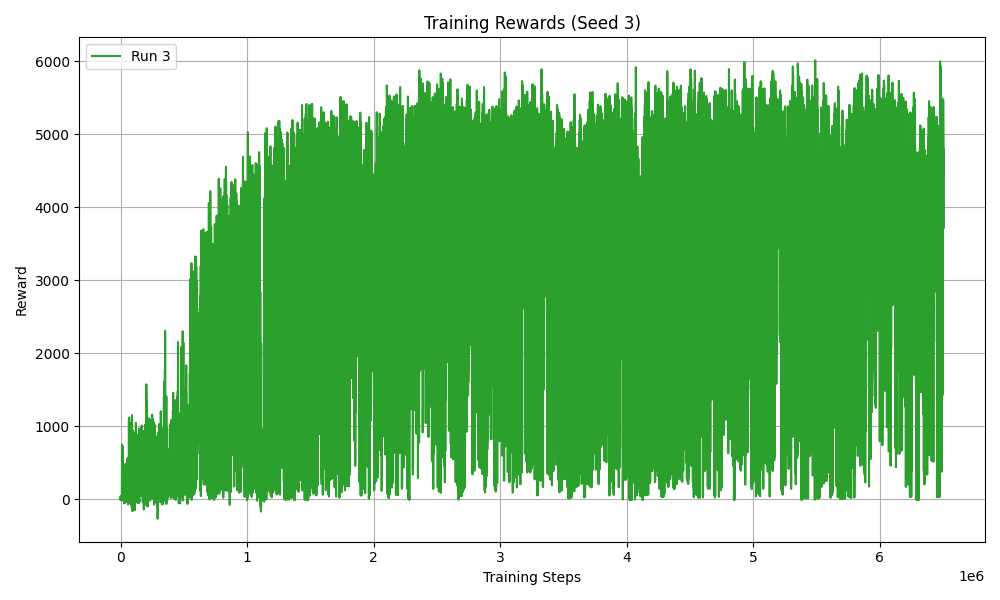 Training Rewards (Seed 3)
Run 3
6000
5000
4000
3000
2000
1000
0
Reward
0 1 2 3 4 5 6
1e6
Training Steps